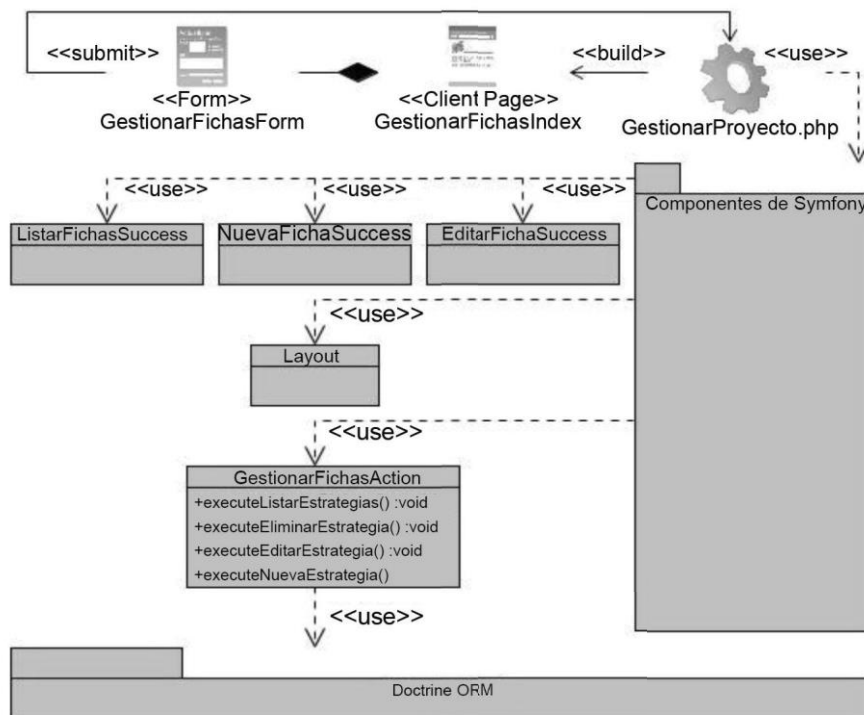 <<submit>>
<<build>>
<<use>>
<<Form>>
GestionarFichasForm
<<Client Page>>
GestionarFichasIndex
GestionarProyecto.php
<<use>>
<<use>>
<<use>>
Componentes de Symfony
ListarFichasSuccess
NuevaFichaSuccess
EditarFichaSuccess
<<use>>
Layout
<<use>>
GestionarFichasAction
+executeListarEstrategias() :void
+executeEliminarEstrategia() :void
+executeEditarEstrategia() :void
+executeNuevaEstrategia()
<<use>>
Doctrine ORM